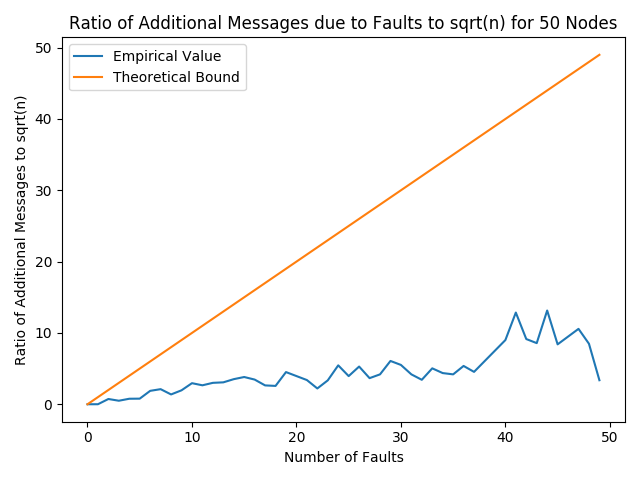 Ratio of Additional Messages due to Faults to sqrt(n) for 50 Nodes
Empirical Value
Theoretical Bound
Ratio of Additional Messages to sqrt(n)
50
40
30
20
10
0
0 10 20 30 40 50
Number of Faults